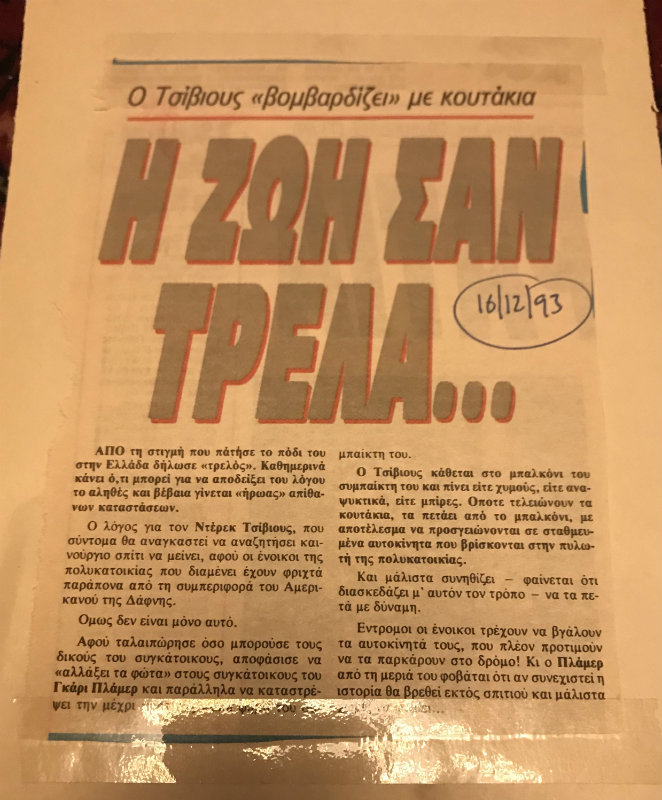 Ο Τσίβιους «βομβαρδίζει» με κουτάκια
Η ΖΩΗ ΣΑΝ
ΤΡΕΛΑ...
16/12/93
ΑΠΟ τη στιγμή που πάτησε το πόδι του
στην Ελλάδα δήλωσε «τρελός». Καθημερινά
κάνει ό,τι μπορεί για να αποδείξει του λόγου
το αληθές και βέβαια γίνεται «ήρωας» απίθα-
νων καταστάσεων.
Ο λόγος για τον Ντέρεκ Τσίβιους, που
σύντομα θα αναγκαστεί να αναζητήσει και-
νούργιο σπίτι να μείνει, αφού οι ένοικοι της
πολυκατοικίας που διαμένει έχουν φριχτά
παράπονα από τη συμπεριφορά του Αμερι-
κανού της Δάφνης.
Ομως δεν είναι μόνο αυτό.
Αφού ταλαιπώρησε όσο μπορούσε τους
δικούς του συγκάτοικους, αποφάσισε να
«αλλάξει τα φώτα» στους συγκάτοικους του
Γκάρι Πλάμερ και παράλληλα να καταστρέ-
ψει την μέχρι
μπαίκτη του.
Ο Τσίβιους κάθεται στο μπαλκόνι του
συμπαίκτη του και πίνει είτε χυμούς, είτε ανα-
ψυκτικά, είτε μπίρες. Οποτε τελειώνουν τα
κουτάκια, τα πετάει από το μπαλκόνι, με
αποτέλεσμα να προσγειώνονται σε σταθμευ-
μένα αυτοκίνητα που βρίσκονται στην πυλω-
τή της πολυκατοικίας.
Και μάλιστα συνηθίζει – φαίνεται ότι
διασκεδάζει μ' αυτόν τον τρόπο – να τα πε-
τά με δύναμη.
Εντρομοι οι ένοικοι τρέχουν να βγάλουν
τα αυτοκίνητά τους, που πλέον προτιμούν
να τα παρκάρουν στο δρόμο! Κι ο Πλάμερ
από τη μεριά του φοβάται ότι αν συνεχιστεί η
ιστορία θα βρεθεί εκτός σπιτιού και μάλιστα